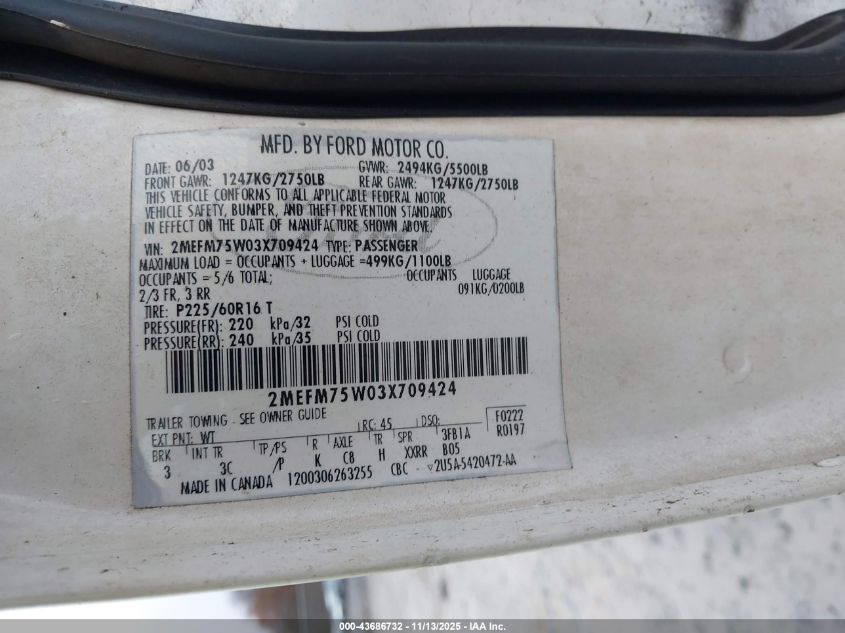 MFD. BY FORD MOTOR CO.
DATE: 06/03 GVWR: 2494KG/5500LB
FRONT GAWR: 1247KG/2750LB REAR GAWR: 1247KG/2750LB
THIS VEHICLE CONFORMS TO ALL APPLICABLE FEDERAL MOTOR
VEHICLE SAFETY, BUMPER, AND THEFT PREVENTION STANDARDS
IN EFFECT ON THE DATE OF MANUFACTURE SHOWN ABOVE.
VIN: 2MEFM75W03X709424 TYPE: PASSENGER
MAXIMUM LOAD = OCCUPANTS + LUGGAGE =499KG/1100LB
OCCUPANTS = 5/6 TOTAL; OCCUPANTS LUGGAGE
2/3 FR, 3 RR 091KG/0200LB
TIRE: P225/60R16 T
PRESSURE(FR): 220 kPa/32 PSI COLD
PRESSURE(RR): 240 kPa/35 PSI COLD
2MEFM75W03X709424
TRAILER TOWING - SEE OWNER GUIDE
EXT PNT: WT RC: 45 DSO: F0222
BRK INT TR TP/PS R AXLE TR SPR 3FB1A R0197
3 3C /P K CB H XXRR B05
MADE IN CANADA 1200306263255 CBC - 2U5A-5420472-AA
000-43686732 - 11/13/2025 - IAA Inc.